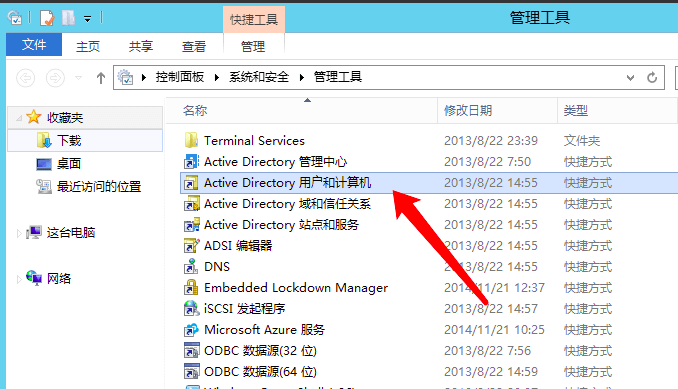 快捷工具 管理工具
文件 主页 共享 查看 管理
控制面板 系统和安全 管理工具
收藏夹
下载
桌面
最近访问的位置
这台电脑
网络
名称 修改日期 类型
Terminal Services 2013/8/22 23:39 文件夹
Active Directory 管理中心 2013/8/22 7:50 快捷方式
Active Directory 用户和计算机 2013/8/22 14:55 快捷方式
Active Directory 域和信任关系 2013/8/22 14:55 快捷方式
Active Directory 站点和服务 2013/8/22 14:55 快捷方式
ADSI 编辑器 2013/8/22 14:55 快捷方式
DNS 2013/8/22 14:55 快捷方式
Embedded Lockdown Manager 2014/11/21 12:37 快捷方式
iSCSI 发起程序 2013/8/22 14:57 快捷方式
Microsoft Azure 服务 2014/11/21 10:25 快捷方式
ODBC 数据源(32 位) 2013/8/22 7:56 快捷方式
ODBC 数据源(64 位) 2013/8/22 14:59 快捷方式